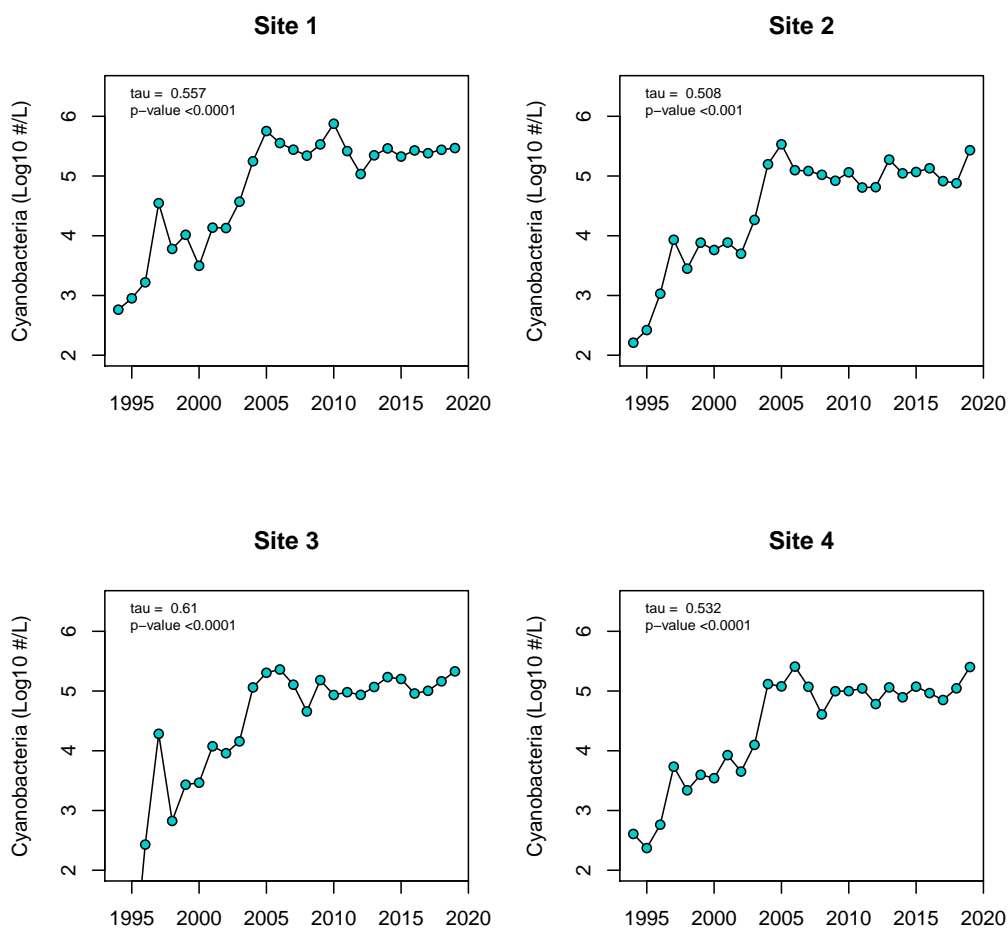 Site 1
tau = 0.557
p−value <0.0001
Cyanobacteria (Log10 #/L)
6
5
4
3
2
1995 2000 2005 2010 2015 2020
Site 2
tau = 0.508
p−value <0.001
Cyanobacteria (Log10 #/L)
6
5
4
3
2
1995 2000 2005 2010 2015 2020
Site 3
tau = 0.61
p−value <0.0001
Cyanobacteria (Log10 #/L)
6
5
4
3
2
1995 2000 2005 2010 2015 2020
Site 4
tau = 0.532
p−value <0.0001
Cyanobacteria (Log10 #/L)
6
5
4
3
2
1995 2000 2005 2010 2015 2020